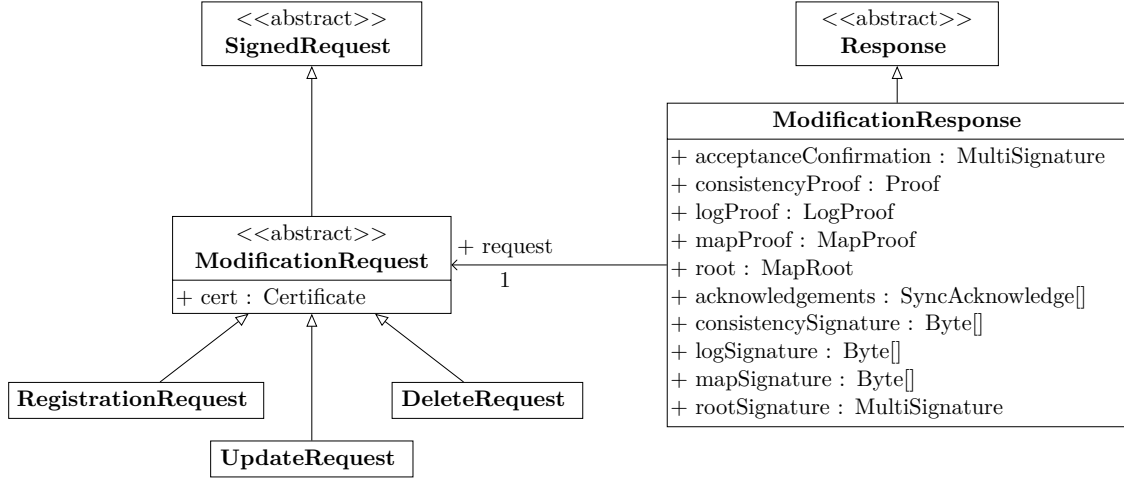 <<abstract>>
SignedRequest
<<abstract>>
Response
ModificationResponse
+ acceptanceConfirmation : MultiSignature
+ consistencyProof : Proof
+ logProof : LogProof
+ mapProof : MapProof
+ root : MapRoot
+ acknowledgements : SyncAcknowledge[]
+ consistencySignature : Byte[]
+ logSignature : Byte[]
+ mapSignature : Byte[]
+ rootSignature : MultiSignature
<<abstract>>
ModificationRequest
+ cert : Certificate
+ request
1
RegistrationRequest
DeleteRequest
UpdateRequest